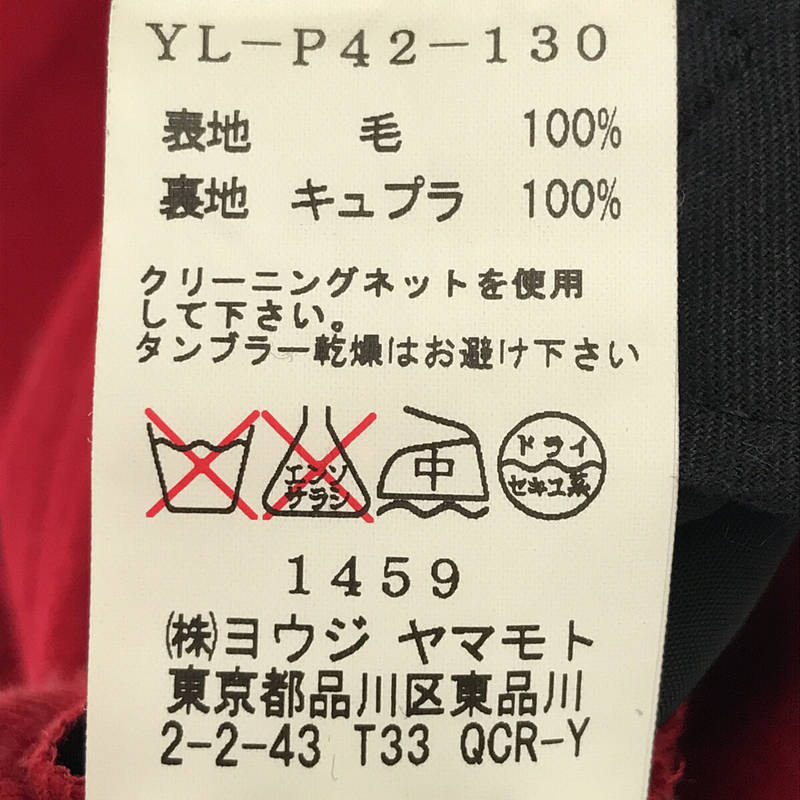 YL-P42-130
表地 毛 100%
裏地 キュプラ 100%
クリーニングネットを使用
して下さい。
タンブラー乾燥はお避け下さい
エンソ
サラシ
中
ドライ
セキユ系
1459
㈱ヨウジ ヤマモト
東京都品川区東品川
2-2-43 T33 QCR-Y